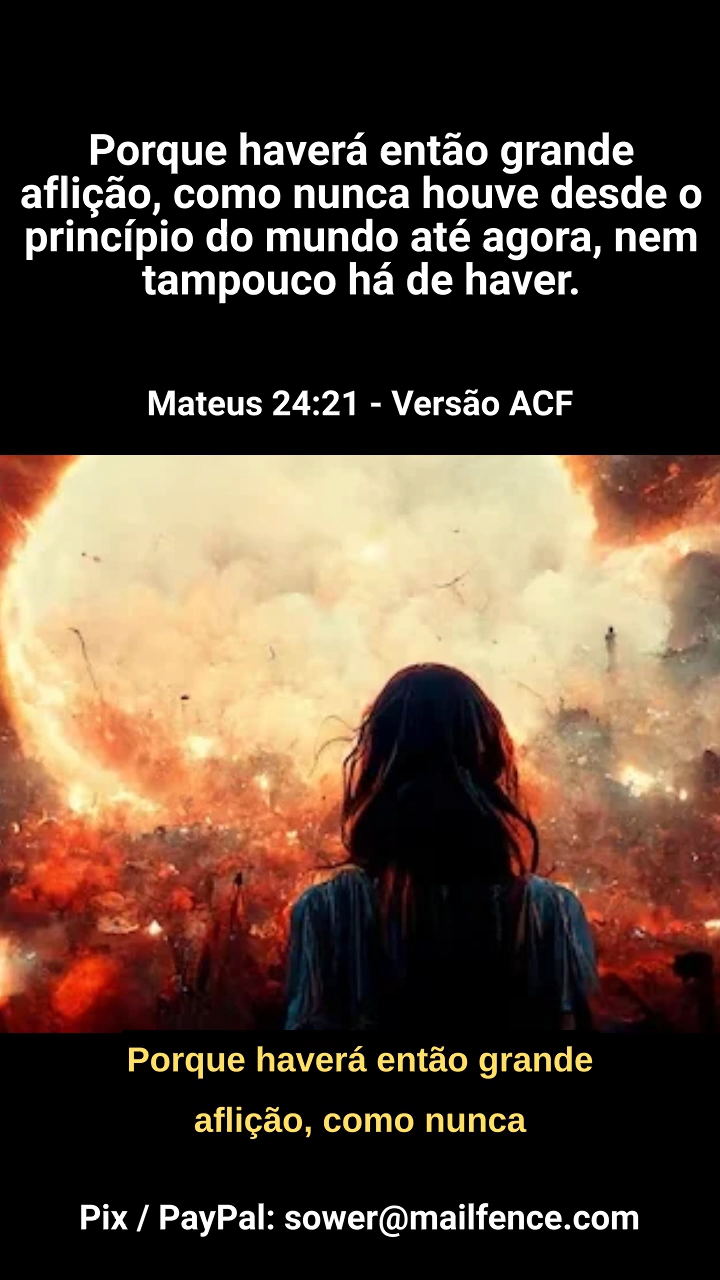 Porque haverá então grande
aflição, como nunca houve desde o
princípio do mundo até agora, nem
tampouco há de haver.
Mateus 24:21 - Versão ACF
Porque haverá então grande
aflição, como nunca
Pix / PayPal: sower@mailfence.com